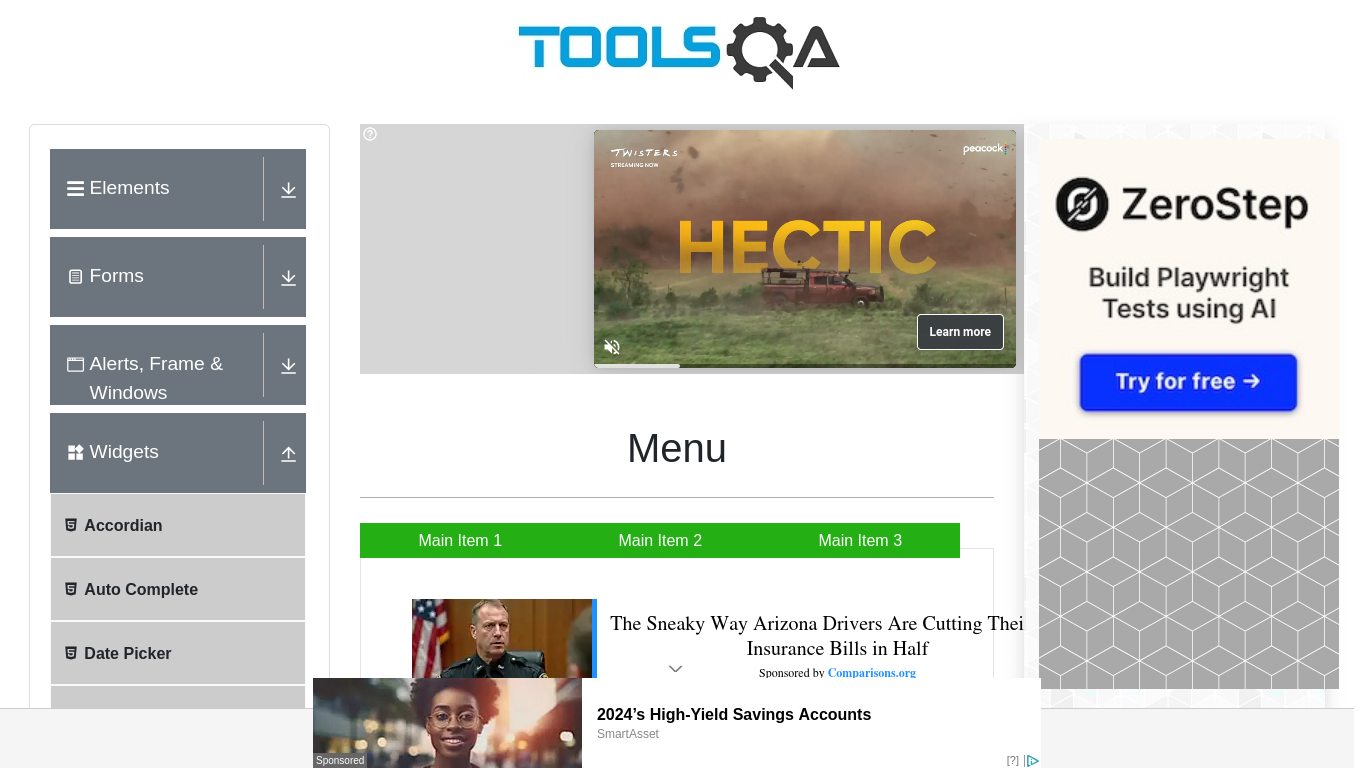 TOOLSQA
Elements
Forms
Alerts, Frame &
Windows
Widgets
Accordian
Auto Complete
Date Picker
TWISTERS
STREAMING NOW
peacock
HECTIC
Learn more
Menu
Main Item 1
Main Item 2
Main Item 3
The Sneaky Way Arizona Drivers Are Cutting Thei
Insurance Bills in Half
Sponsored by Comparisons.org
ZeroStep
Build Playwright
Tests using AI
Try for free →
2024’s High-Yield Savings Accounts
SmartAsset
Sponsored
[?]